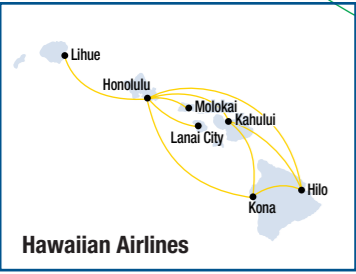 Lihue
Honolulu
Molokai
Kahului
Lanai City
Hilo
Kona
Hawaiian Airlines